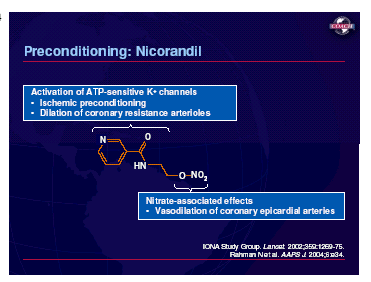 COACH
Preconditioning: Nicorandil
Activation of ATP-sensitive K+ channels
• Ischemic preconditioning
• Dilation of coronary resistance arterioles
N
O
HN
O–NO2
Nitrate-associated effects
• Vasodilation of coronary epicardial arteries
IONA Study Group. Lancet. 2002;359:1269-75.
Rahman N et al. AAPS J. 2004;6:e34.